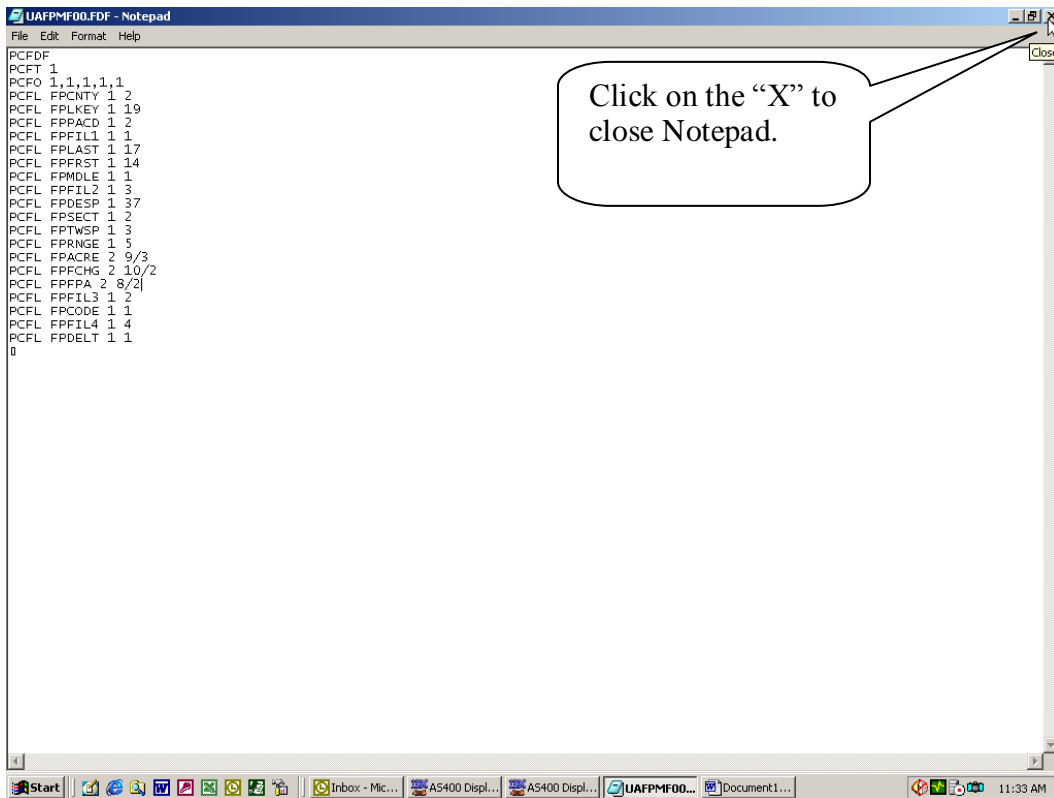 UAFPMF00.FDF - Notepad
File Edit Format Help
Close
PCFDF
PCFT 1
PCFO 1,1,1,1,1
PCFL FPCNTY 1 2
PCFL FPLKEY 1 19
PCFL FPPACD 1 2
PCFL FPFIL1 1 1
PCFL FPLAST 1 17
PCFL FPFRST 1 14
PCFL FPMDLE 1 1
PCFL FPFIL2 1 3
PCFL FPDESP 1 37
PCFL FPSECT 1 2
PCFL FPTWSP 1 3
PCFL FPRNGE 1 5
PCFL FPACRE 2 9/3
PCFL FPFCHG 2 10/2
PCFL FPFPA 2 8/2
PCFL FPFIL3 1 2
PCFL FPCODE 1 1
PCFL FPFIL4 1 4
PCFL FPDELT 1 1
Click on the “X” to
close Notepad.
Start
Inbox - Mic...
AS400 Displ...
AS400 Displ...
UAFPMF00...
Document1...
11:33 AM